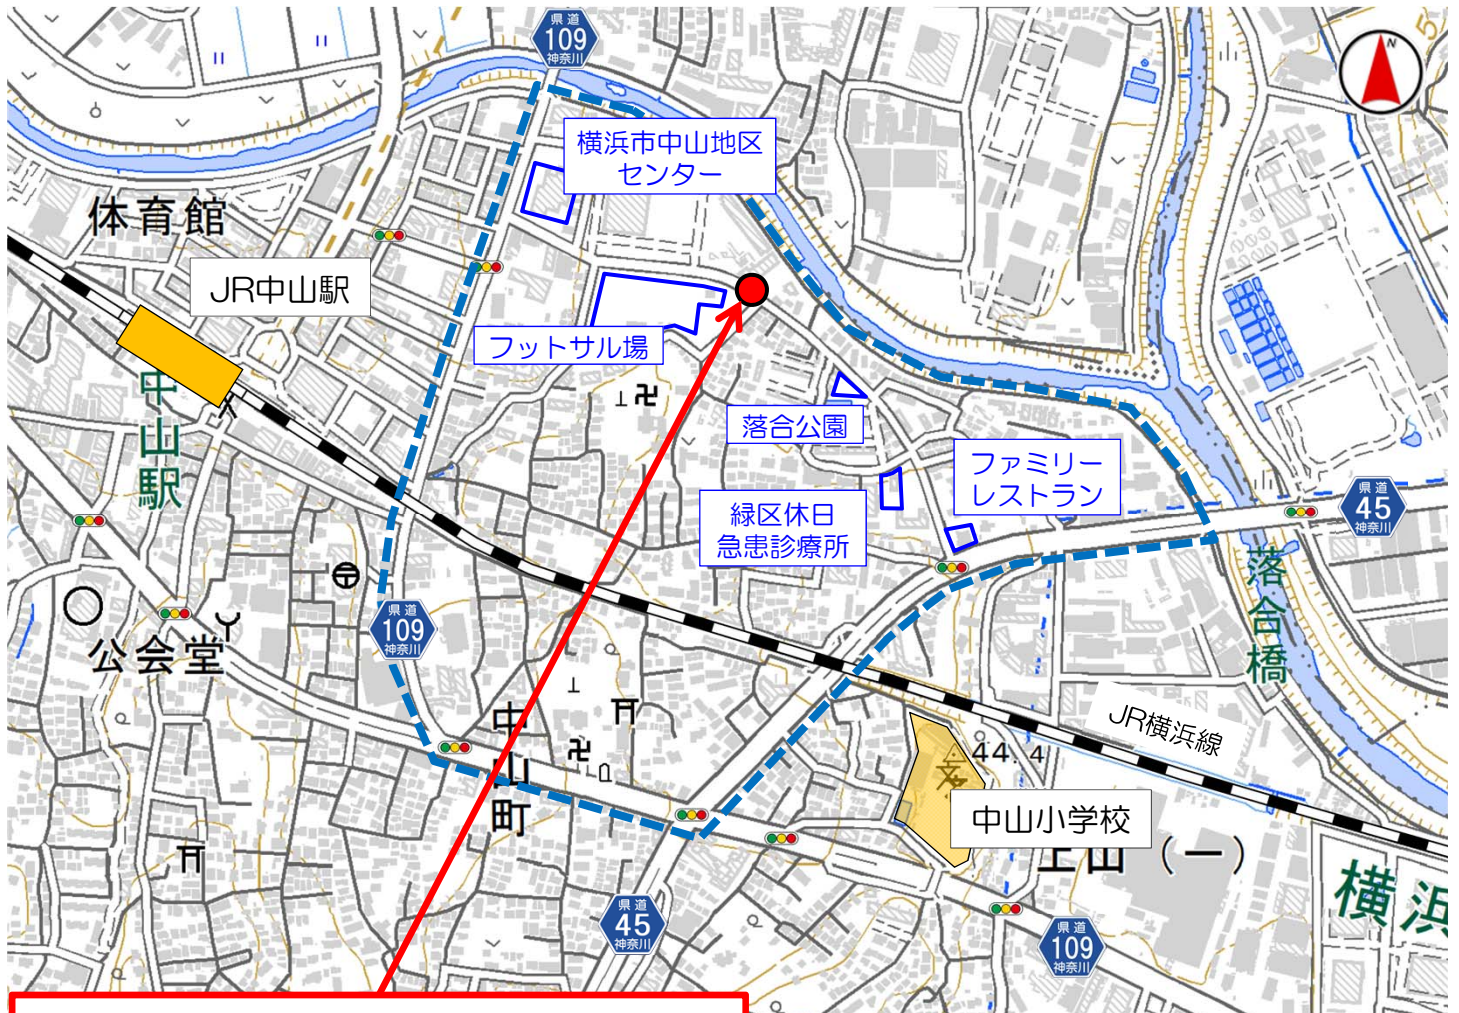 県道
109
神奈川
N
5
横浜市中山地区
センター
体育館
JR中山駅
フットサル場
中山駅
落合公園
ファミリー
レストラン
緑区休日
急患診療所
県道
45
神奈川
落合橋
県道
109
神奈川
公会堂
中山町
JR横浜線
44.4
文
中山小学校
上山(一)
横浜
県道
45
神奈川
県道
109
神奈川